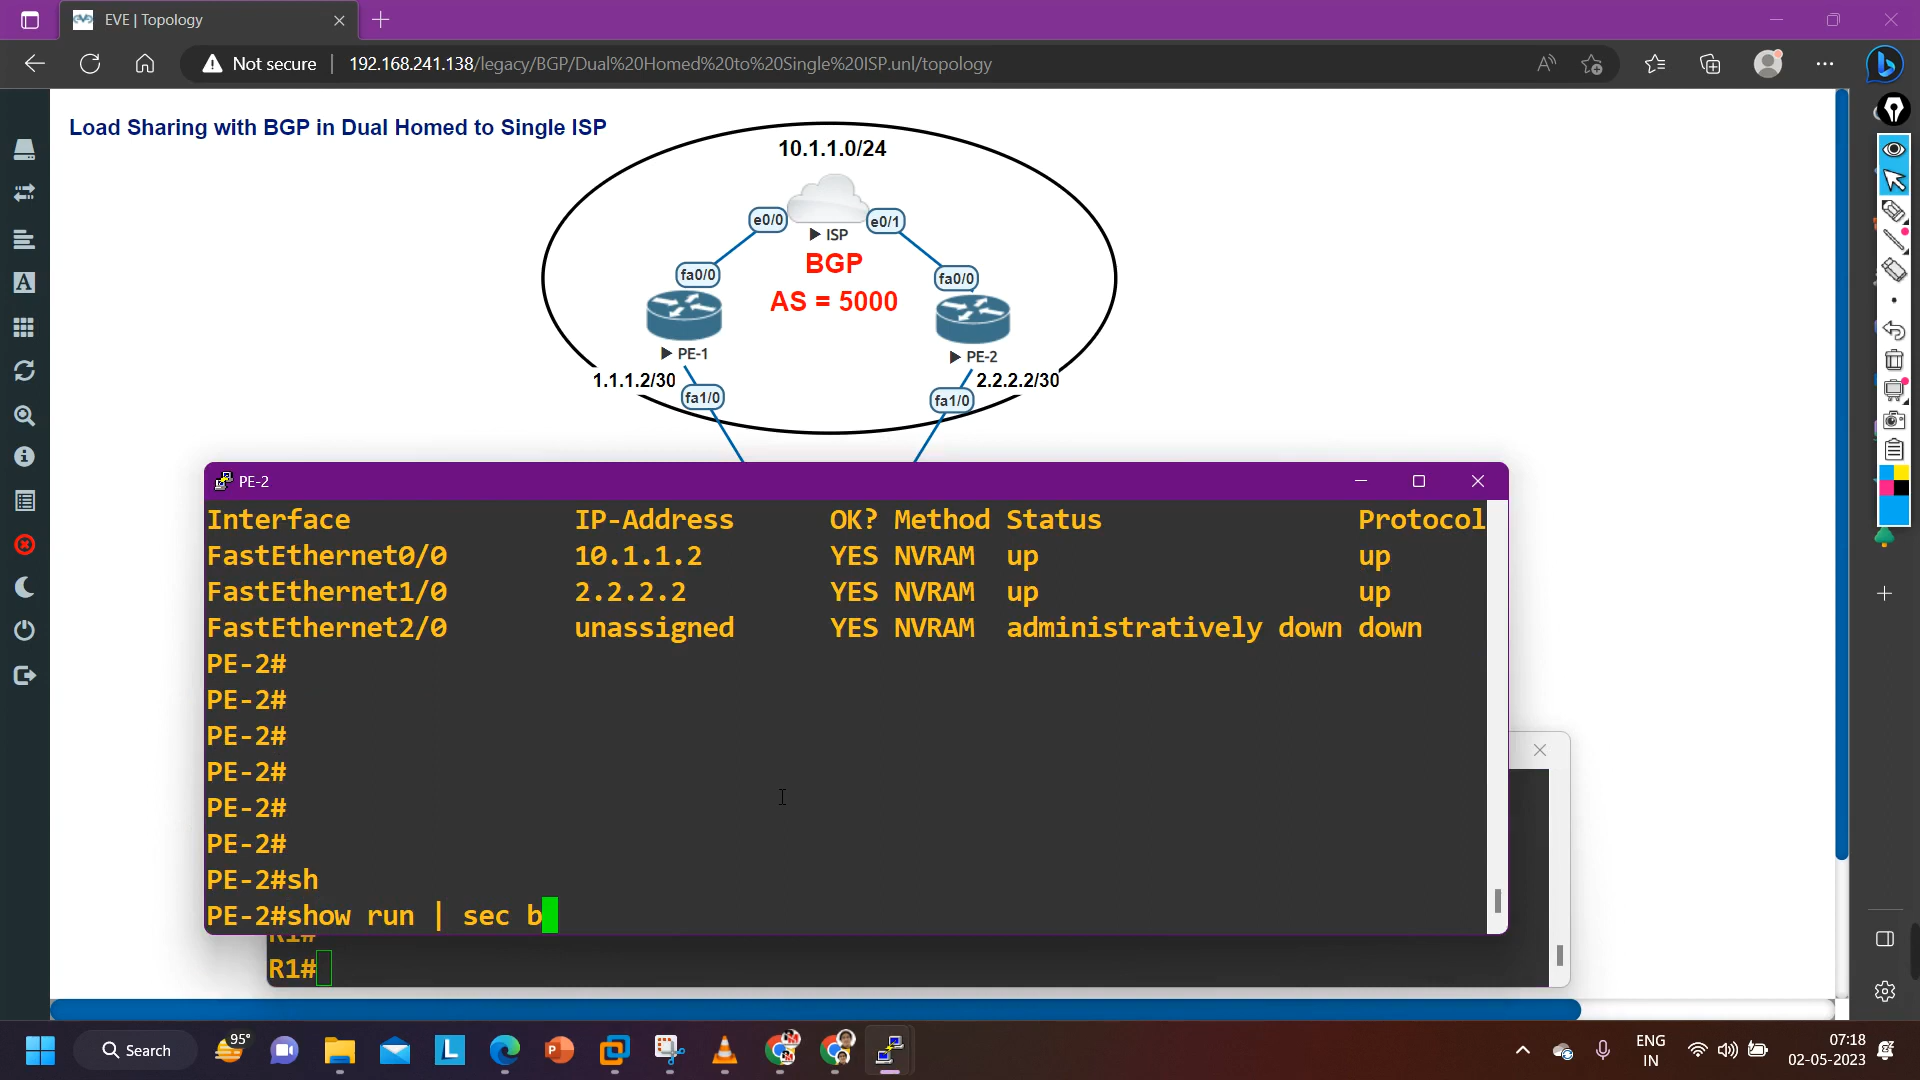 EVE | Topology
Not secure
192.168.241.138/legacy/BGP/Dual%20Homed%20to%20Single%20ISP.unl/topology
Load Sharing with BGP in Dual Homed to Single ISP
10.1.1.0/24
e0/0
e0/1
ISP
BGP
fa0/0
fa0/0
AS = 5000
PE-1
PE-2
1.1.1.2/30
2.2.2.2/30
fa1/0
fa1/0
PE-2
Interface IP-Address OK? Method Status Protocol
FastEthernet0/0 10.1.1.2 YES NVRAM up up
FastEthernet1/0 2.2.2.2 YES NVRAM up up
FastEthernet2/0 unassigned YES NVRAM administratively down down
PE-2#
PE-2#
PE-2#
PE-2#
PE-2#
PE-2#
PE-2#sh
PE-2#show run | sec b
R1#
R1#
95°
Search
ENG
IN
07:18
02-05-2023